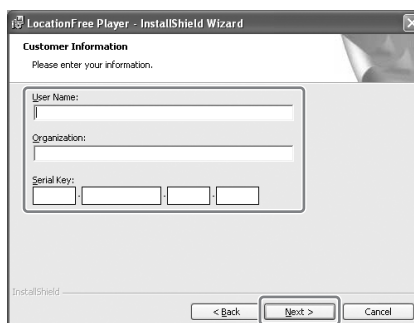 LocationFree Player - InstallShield Wizard
Customer Information
Please enter your information.
User Name:
Organization:
Serial Key:
- - -
InstallShield
< Back Next > Cancel